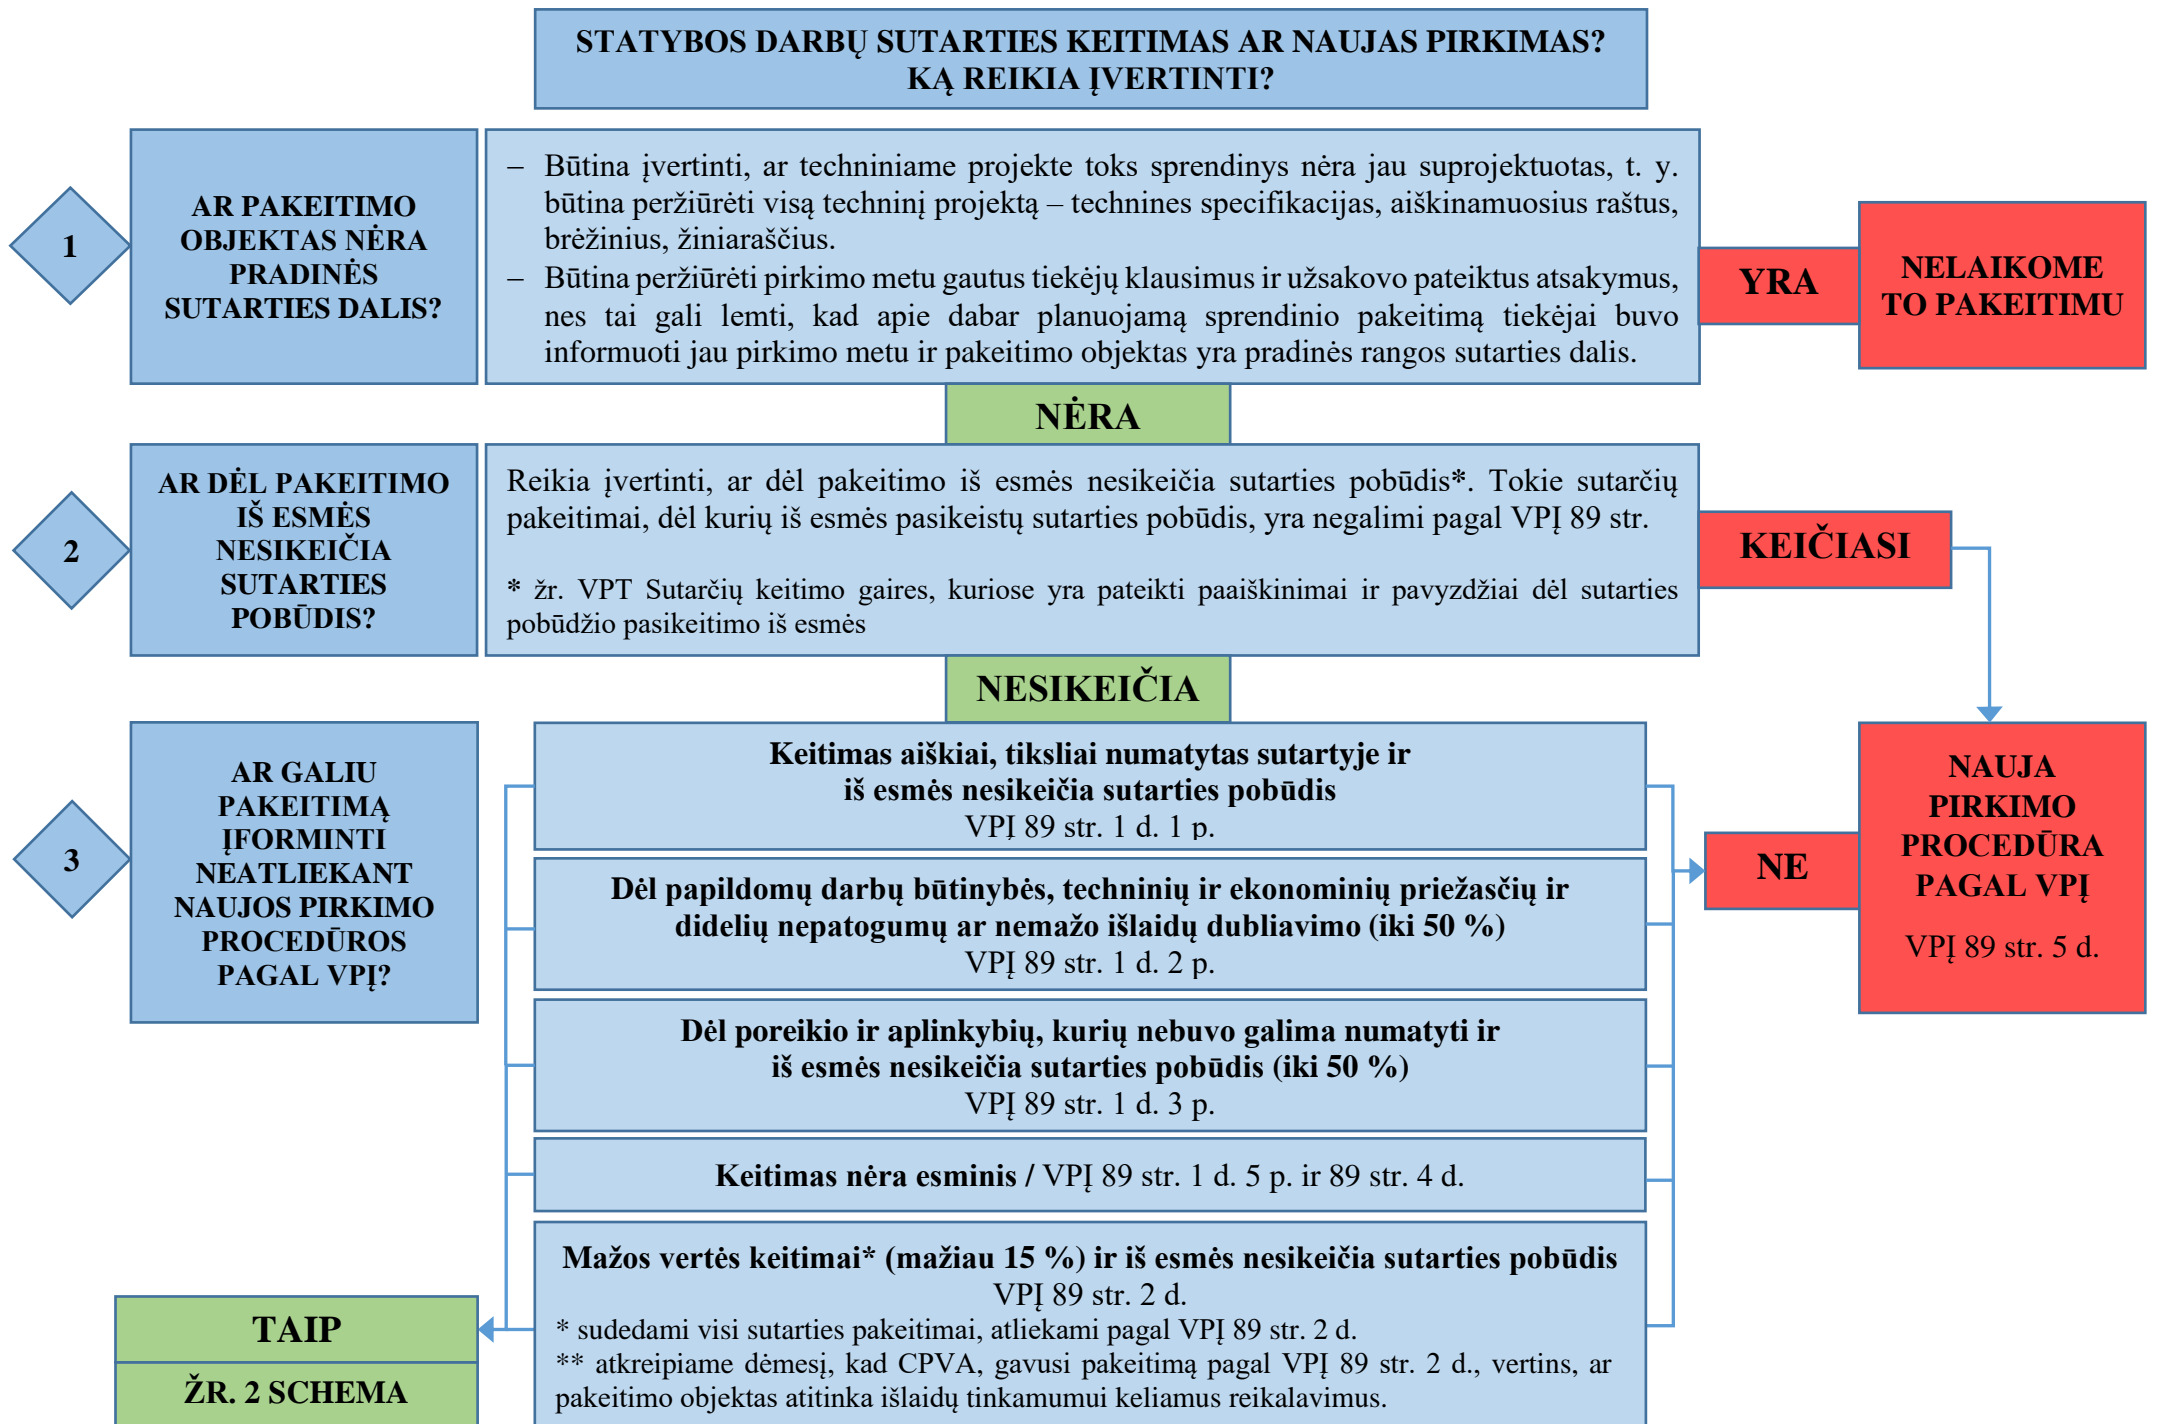 STATYBOS DARBŲ SUTARTIES KEITIMAS AR NAUJAS PIRKIMAS?
KĄ REIKIA ĮVERTINTI?
1
AR PAKEITIMO
OBJEKTAS NĖRA
PRADINĖS
SUTARTIES DALIS?
– Būtina įvertinti, ar techniniame projekte toks sprendinys nėra jau suprojektuotas, t. y.
būtina peržiūrėti visą techninį projektą – technines specifikacijas, aiškinamuosius raštus,
brėžinius, žiniaraščius.
– Būtina peržiūrėti pirkimo metu gautus tiekėjų klausimus ir užsakovo pateiktus atsakymus,
nes tai gali lemti, kad apie dabar planuojamą sprendinio pakeitimą tiekėjai buvo
informuoti jau pirkimo metu ir pakeitimo objektas yra pradinės rangos sutarties dalis.
YRA
NELAIKOME
TO PAKEITIMU
NĖRA
2
AR DĖL PAKEITIMO
IŠ ESMĖS
NESIKEIČIA
SUTARTIES
POBŪDIS?
Reikia įvertinti, ar dėl pakeitimo iš esmės nesikeičia sutarties pobūdis*. Tokie sutarčių
pakeitimai, dėl kurių iš esmės pasikeistų sutarties pobūdis, yra negalimi pagal VPĮ 89 str.
* žr. VPT Sutarčių keitimo gaires, kuriose yra pateikti paaiškinimai ir pavyzdžiai dėl sutarties
pobūdžio pasikeitimo iš esmės
KEIČIASI
NESIKEIČIA
3
AR GALIU
PAKEITIMĄ
ĮFORMINTI
NEATLIEKANT
NAUJOS PIRKIMO
PROCEDŪROS
PAGAL VPĮ?
Keitimas aiškiai, tiksliai numatytas sutartyje ir
iš esmės nesikeičia sutarties pobūdis
VPĮ 89 str. 1 d. 1 p.
Dėl papildomų darbų būtinybės, techninių ir ekonominių priežasčių ir
didelių nepatogumų ar nemažo išlaidų dubliavimo (iki 50 %)
VPĮ 89 str. 1 d. 2 p.
Dėl poreikio ir aplinkybių, kurių nebuvo galima numatyti ir
iš esmės nesikeičia sutarties pobūdis (iki 50 %)
VPĮ 89 str. 1 d. 3 p.
Keitimas nėra esminis / VPĮ 89 str. 1 d. 5 p. ir 89 str. 4 d.
Mažos vertės keitimai* (mažiau 15 %) ir iš esmės nesikeičia sutarties pobūdis
VPĮ 89 str. 2 d.
* sudedami visi sutarties pakeitimai, atliekami pagal VPĮ 89 str. 2 d.
** atkreipiame dėmesį, kad CPVA, gavusi pakeitimą pagal VPĮ 89 str. 2 d., vertins, ar
pakeitimo objektas atitinka išlaidų tinkamumui keliamus reikalavimus.
NE
NAUJA
PIRKIMO
PROCEDŪRA
PAGAL VPĮ
VPĮ 89 str. 5 d.
TAIP
ŽR. 2 SCHEMA